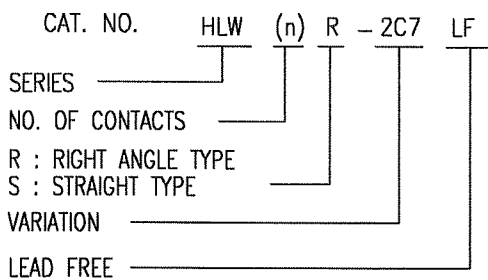 CAT. NO. HLW (n) R - 2C7 LF
SERIES
NO. OF CONTACTS
R : RIGHT ANGLE TYPE
S : STRAIGHT TYPE
VARIATION
LEAD FREE